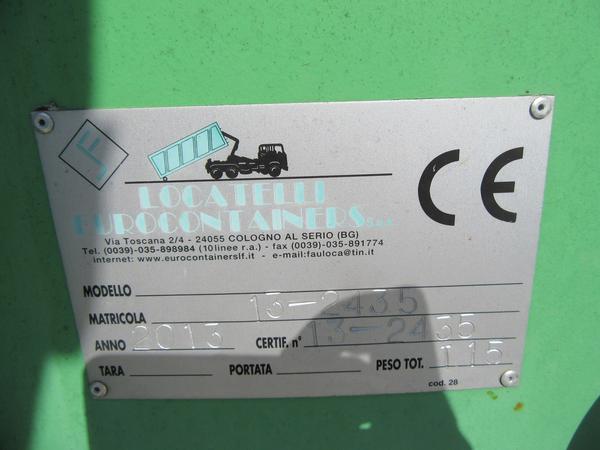 LF
CE
LOCATELLI
EUROCONTAINERS S.p.A.
Via Toscana 2/4 - 24055 COLOGNO AL SERIO (BG)
Tel. (0039)-035-898984 (10linee r.a.) - fax (0039)-035-891774
internet: www.eurocontainerslf.it - e-mail:fauloca@tin.it
MODELLO
MATRICOLA 13-2435
ANNO 2013 CERTIF. n° 13-2435
TARA PORTATA PESO TOT. 115
cod. 28